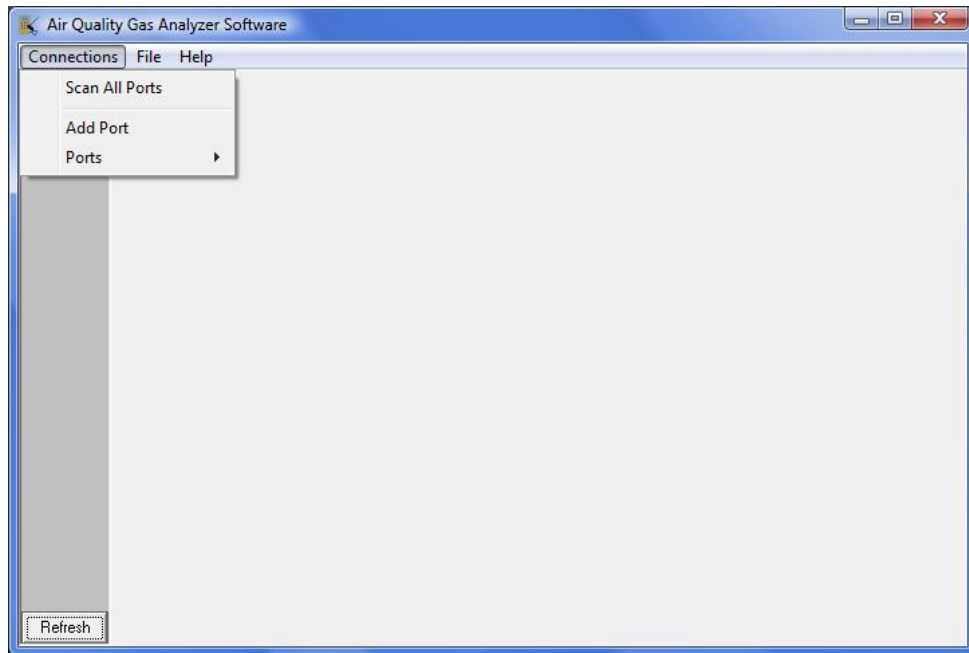 Air Quality Gas Analyzer Software
Connections File Help
Scan All Ports
Add Port
Ports
Refresh